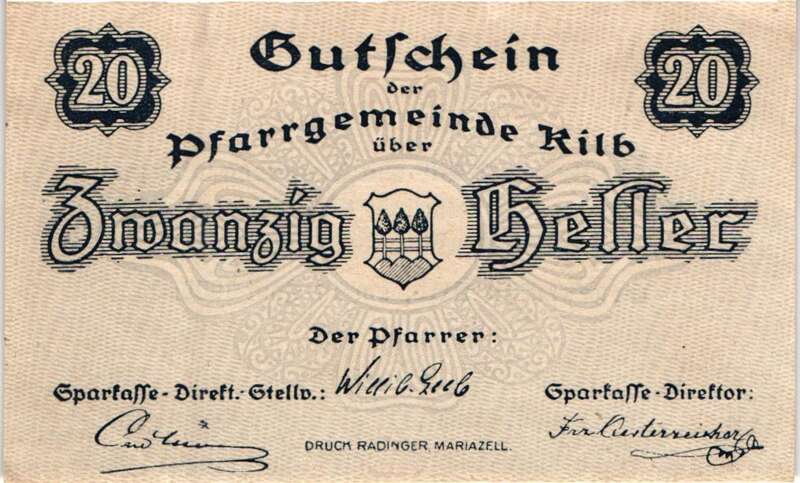 20 Gutschein 20
der
Pfarrgemeinde Kilb
über
Zwanzig Heller
Der Pfarrer:
Sparkasse-Direkt.-Stellv.: Sparkasse-Direktor:
DRUCK RADINGER, MARIAZELL.